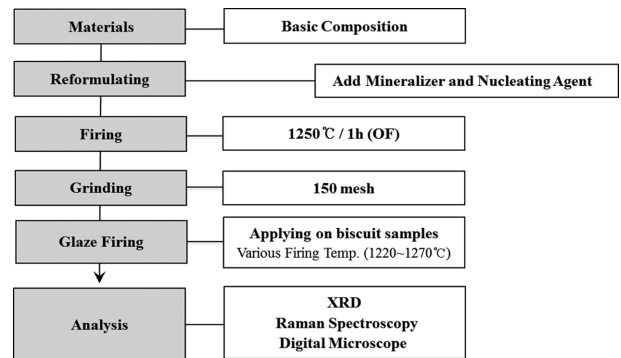 Materials
Basic Composition
Reformulating
Add Mineralizer and Nucleating Agent
Firing
1250℃ / 1h (OF)
Grinding
150 mesh
Glaze Firing
Applying on biscuit samples
Various Firing Temp. (1220~1270℃)
Analysis
XRD
Raman Spectroscopy
Digital Microscope